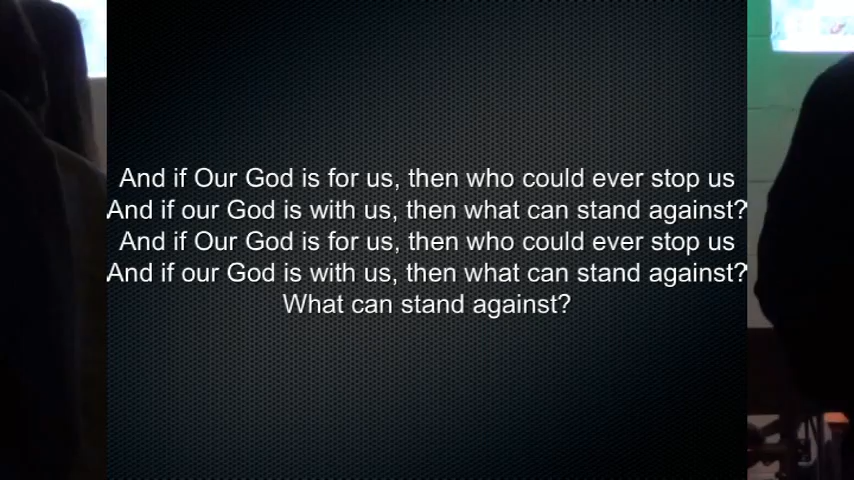 And if Our God is for us, then who could ever stop us
And if our God is with us, then what can stand against?
And if Our God is for us, then who could ever stop us
And if our God is with us, then what can stand against?
What can stand against?